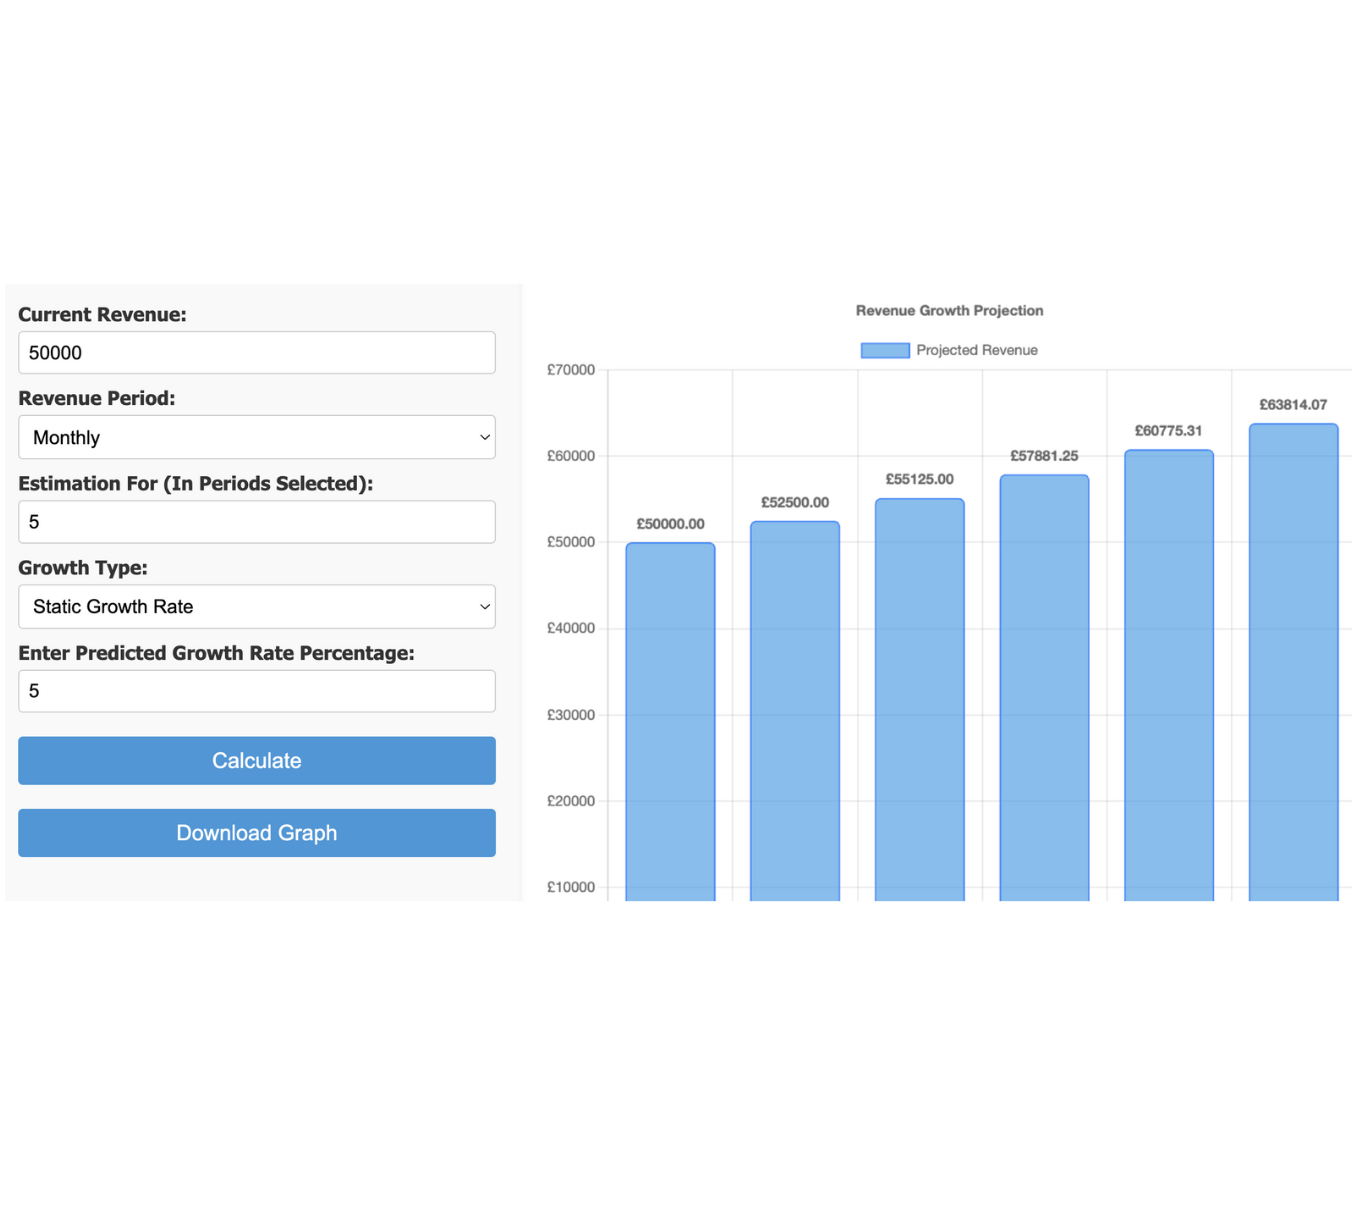 Current Revenue:
50000
Revenue Period:
Monthly
Estimation For (In Periods Selected):
5
Growth Type:
Static Growth Rate
Enter Predicted Growth Rate Percentage:
5
Calculate
Download Graph
Revenue Growth Projection
Projected Revenue
£70000
£60000
£50000
£40000
£30000
£20000
£10000
£50000.00
£52500.00
£55125.00
£57881.25
£60775.31
£63814.07